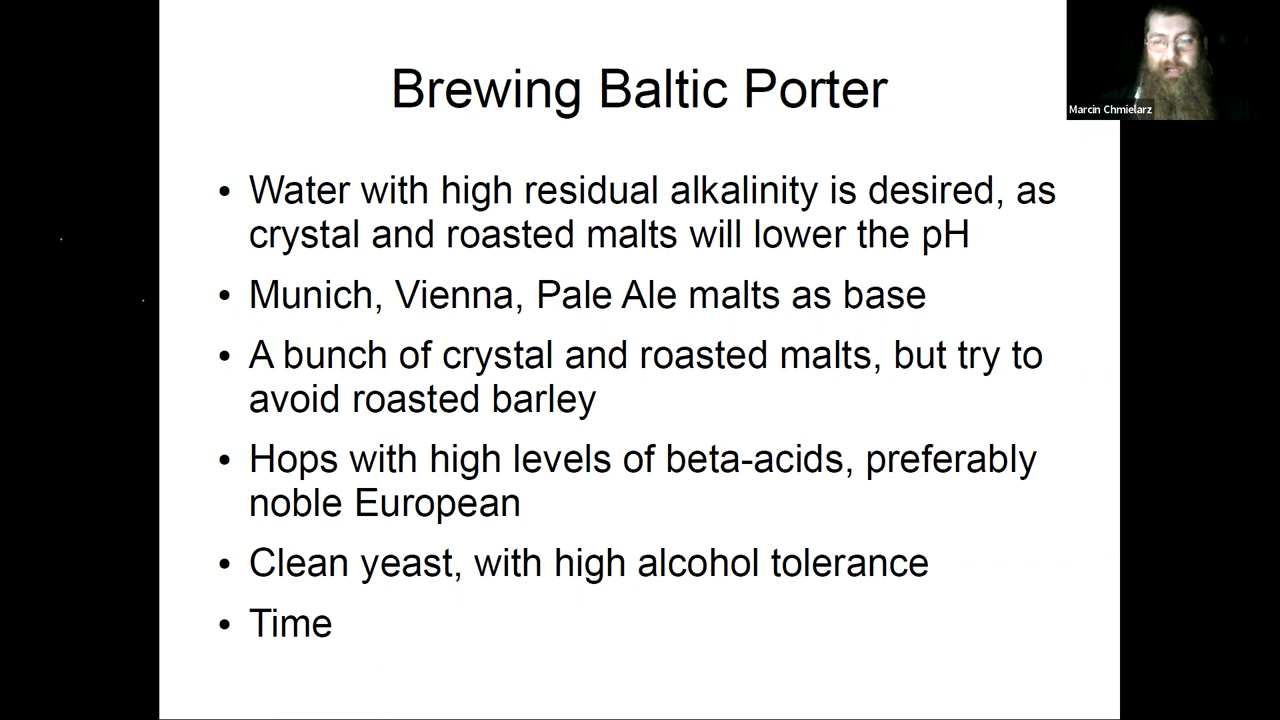 Brewing Baltic Porter
Marcin Chmielarz
• Water with high residual alkalinity is desired, as
crystal and roasted malts will lower the pH
• Munich, Vienna, Pale Ale malts as base
• A bunch of crystal and roasted malts, but try to
avoid roasted barley
• Hops with high levels of beta-acids, preferably
noble European
• Clean yeast, with high alcohol tolerance
• Time